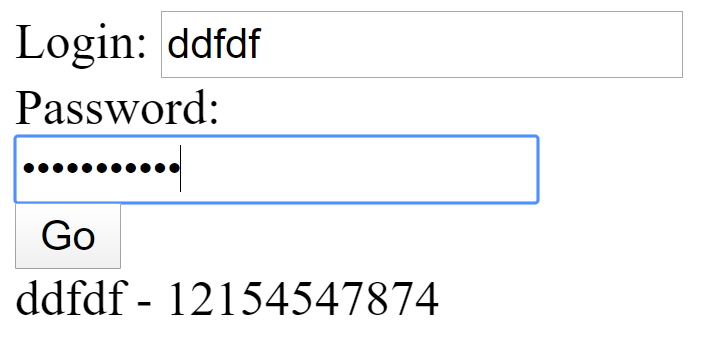 Login: ddfdf
Password:
•••••••••••
Go
ddfdf - 12154547874